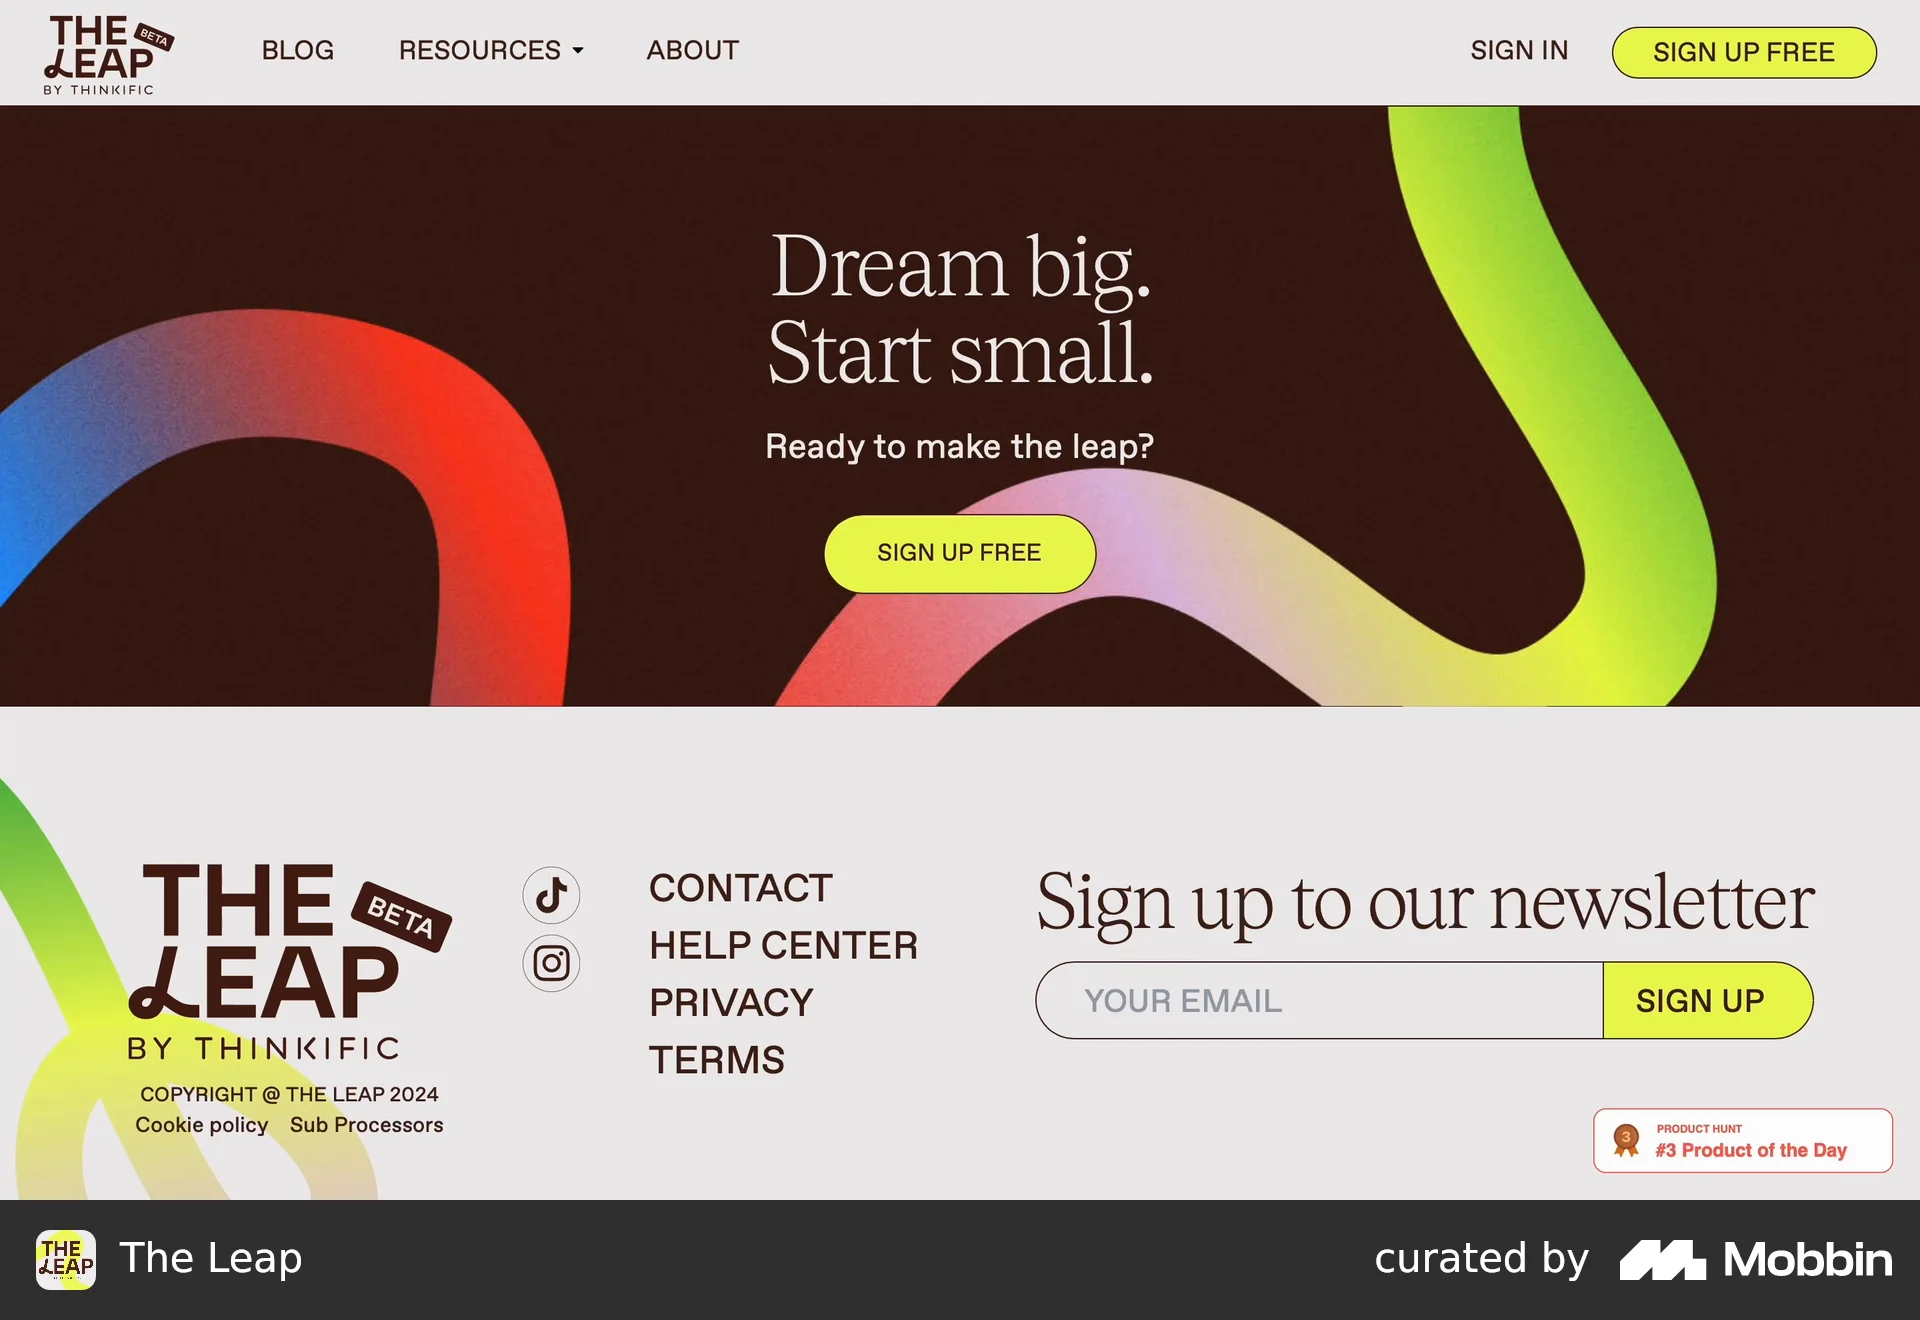 THE
LEAP
BETA
BY THINKIFIC
BLOG
RESOURCES
ABOUT
SIGN IN
SIGN UP FREE
Dream big.
Start small.
Ready to make the leap?
SIGN UP FREE
THE
LEAP
BETA
BY THINKIFIC
COPYRIGHT @ THE LEAP 2024
Cookie policy Sub Processors
CONTACT
HELP CENTER
PRIVACY
TERMS
Sign up to our newsletter
YOUR EMAIL
SIGN UP
3
PRODUCT HUNT
#3 Product of the Day
THE
LEAP
The Leap
curated by Mobbin